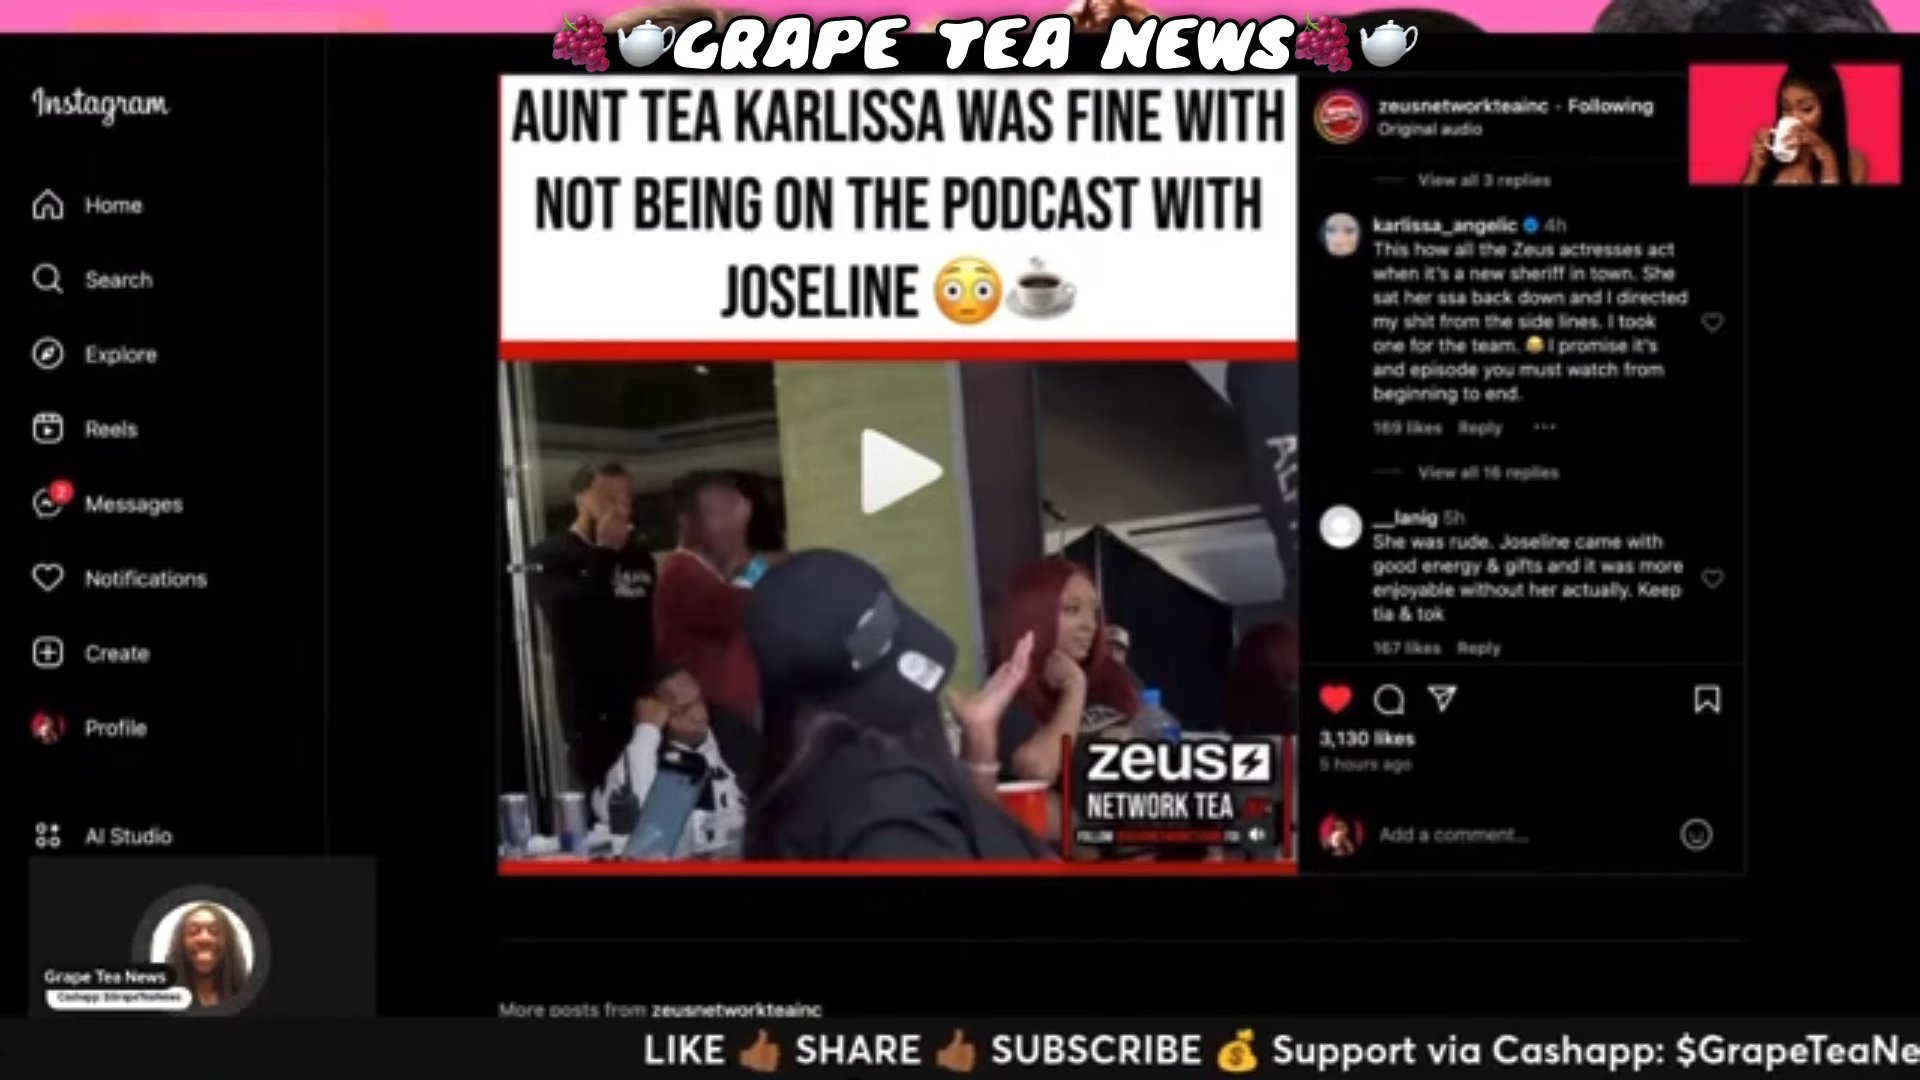 GRAPE TEA NEWS
Instagram
Home
Search
Explore
Reels
Messages
2
Notifications
Create
Profile
AI Studio
AUNT TEA KARLISSA WAS FINE WITH
NOT BEING ON THE PODCAST WITH
JOSELINE 😳☕
zeus
NETWORK TEA
FOLLOW
zeusnetworkteainc · Following
Original audio
View all 3 replies
karlissa_angelic 4h
This how all the Zeus actresses act
when it's a new sheriff in town. She
sat her ssa back down and I directed
my shit from the side lines. I took
one for the team. 😂 I promise it's
and episode you must watch from
beginning to end.
169 likes Reply ...
View all 16 replies
__lanig 5h
She was rude. Joseline came with
good energy & gifts and it was more
enjoyable without her actually. Keep
tia & tok
167 likes Reply
3,130 likes
5 hours ago
Add a comment...
Grape Tea News
Cashapp: $GrapeTeaNews
More posts from zeusnetworkteainc
LIKE 👍🏾 SHARE 👍🏾 SUBSCRIBE 💰 Support via Cashapp: $GrapeTeaNe